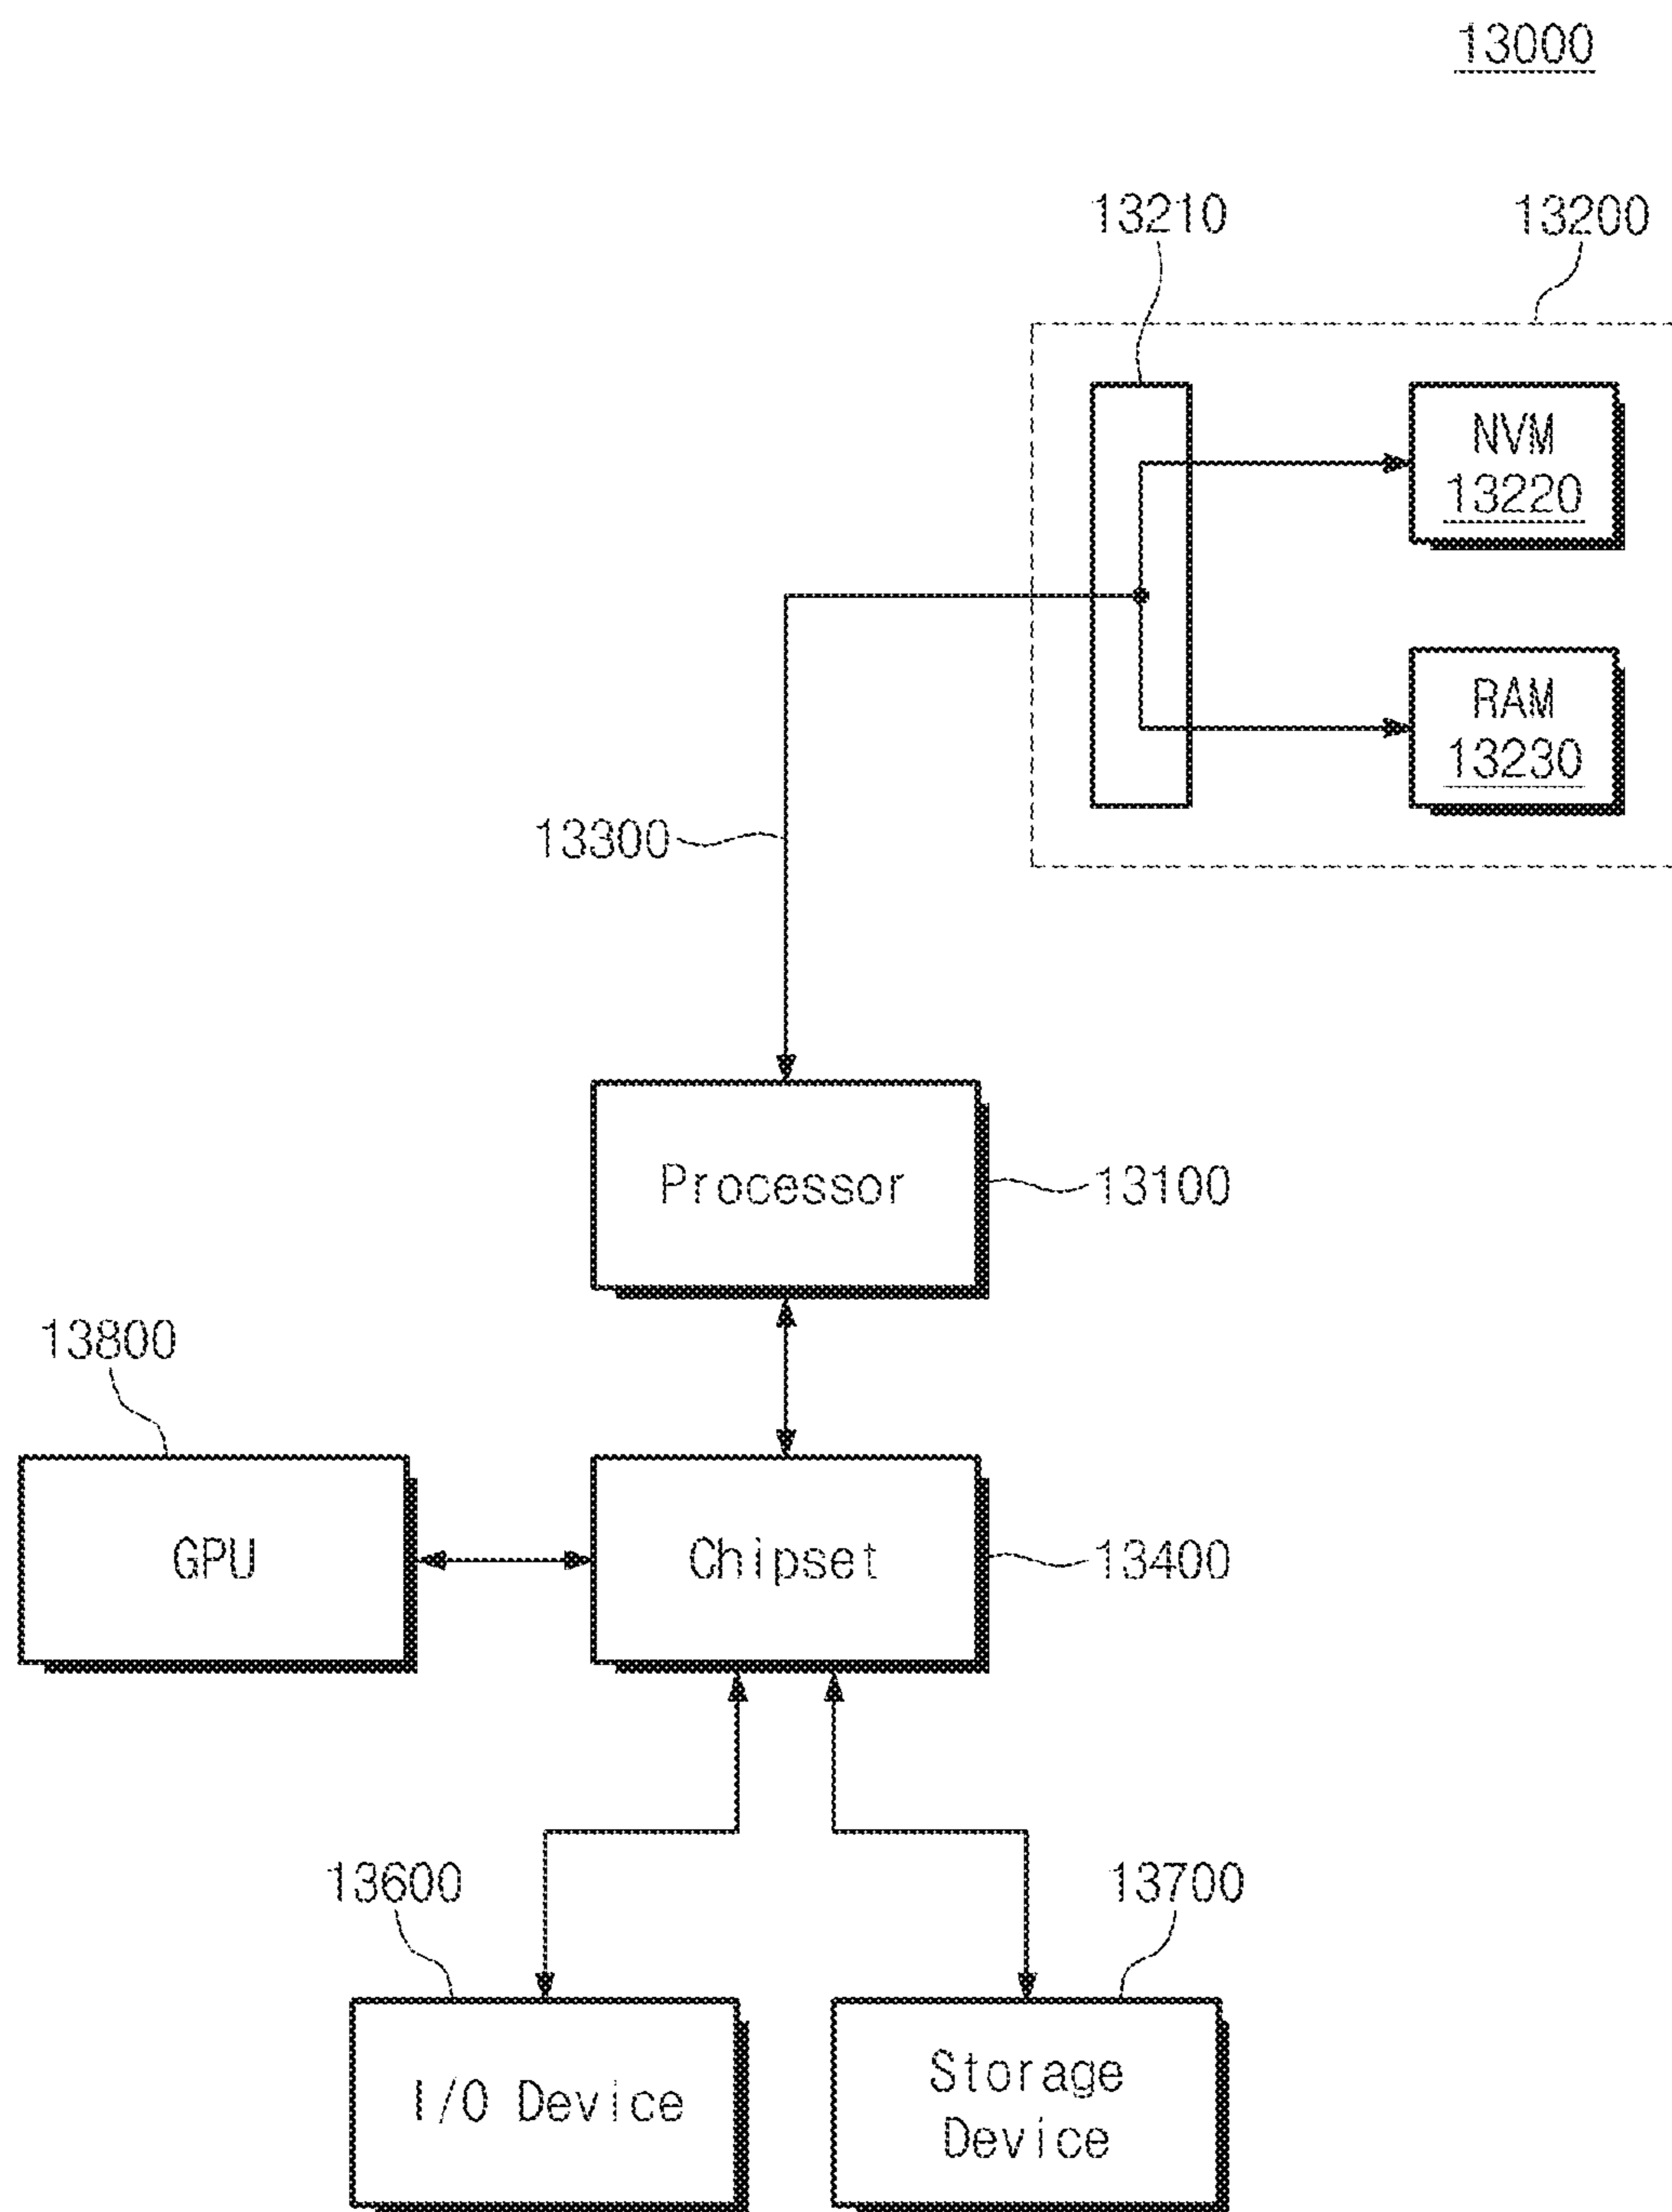 13000
13210
13200
NVM
13220
RAM
13230
13300
Processor
13100
13800
GPU
Chipset
13400
13600
13700
I/O Device
Storage
Device